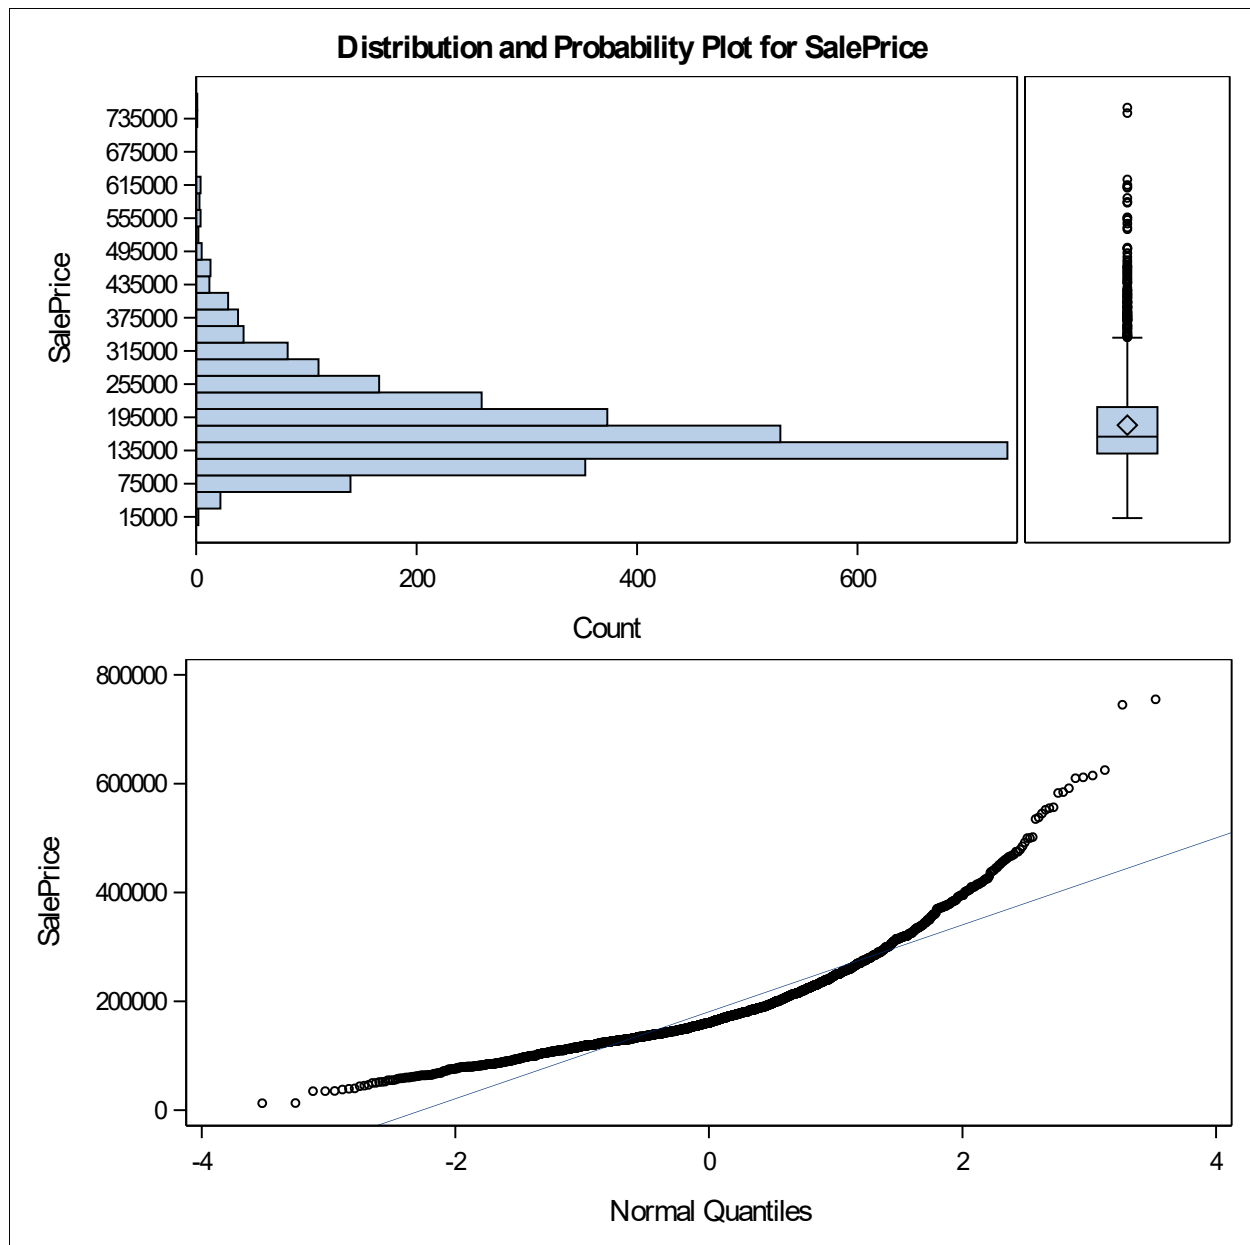 Distribution and Probability Plot for SalePrice
SalePrice
735000
675000
615000
555000
495000
435000
375000
315000
255000
195000
135000
75000
15000
0 200 400 600
Count
SalePrice
800000
600000
400000
200000
0
-4 -2 0 2 4
Normal Quantiles